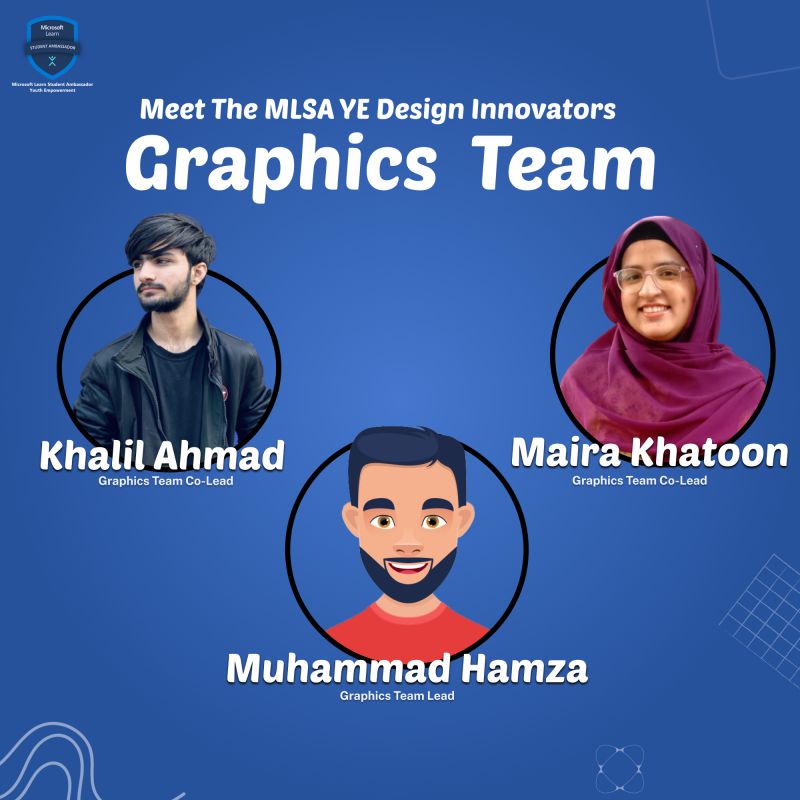 Microsoft
Learn
STUDENT AMBASSADOR
Microsoft Learn Student Ambassador
Youth Empowerment
Meet The MLSA YE Design Innovators
Graphics Team
Khalil Ahmad
Graphics Team Co-Lead
Maira Khatoon
Graphics Team Co-Lead
Muhammad Hamza
Graphics Team Lead